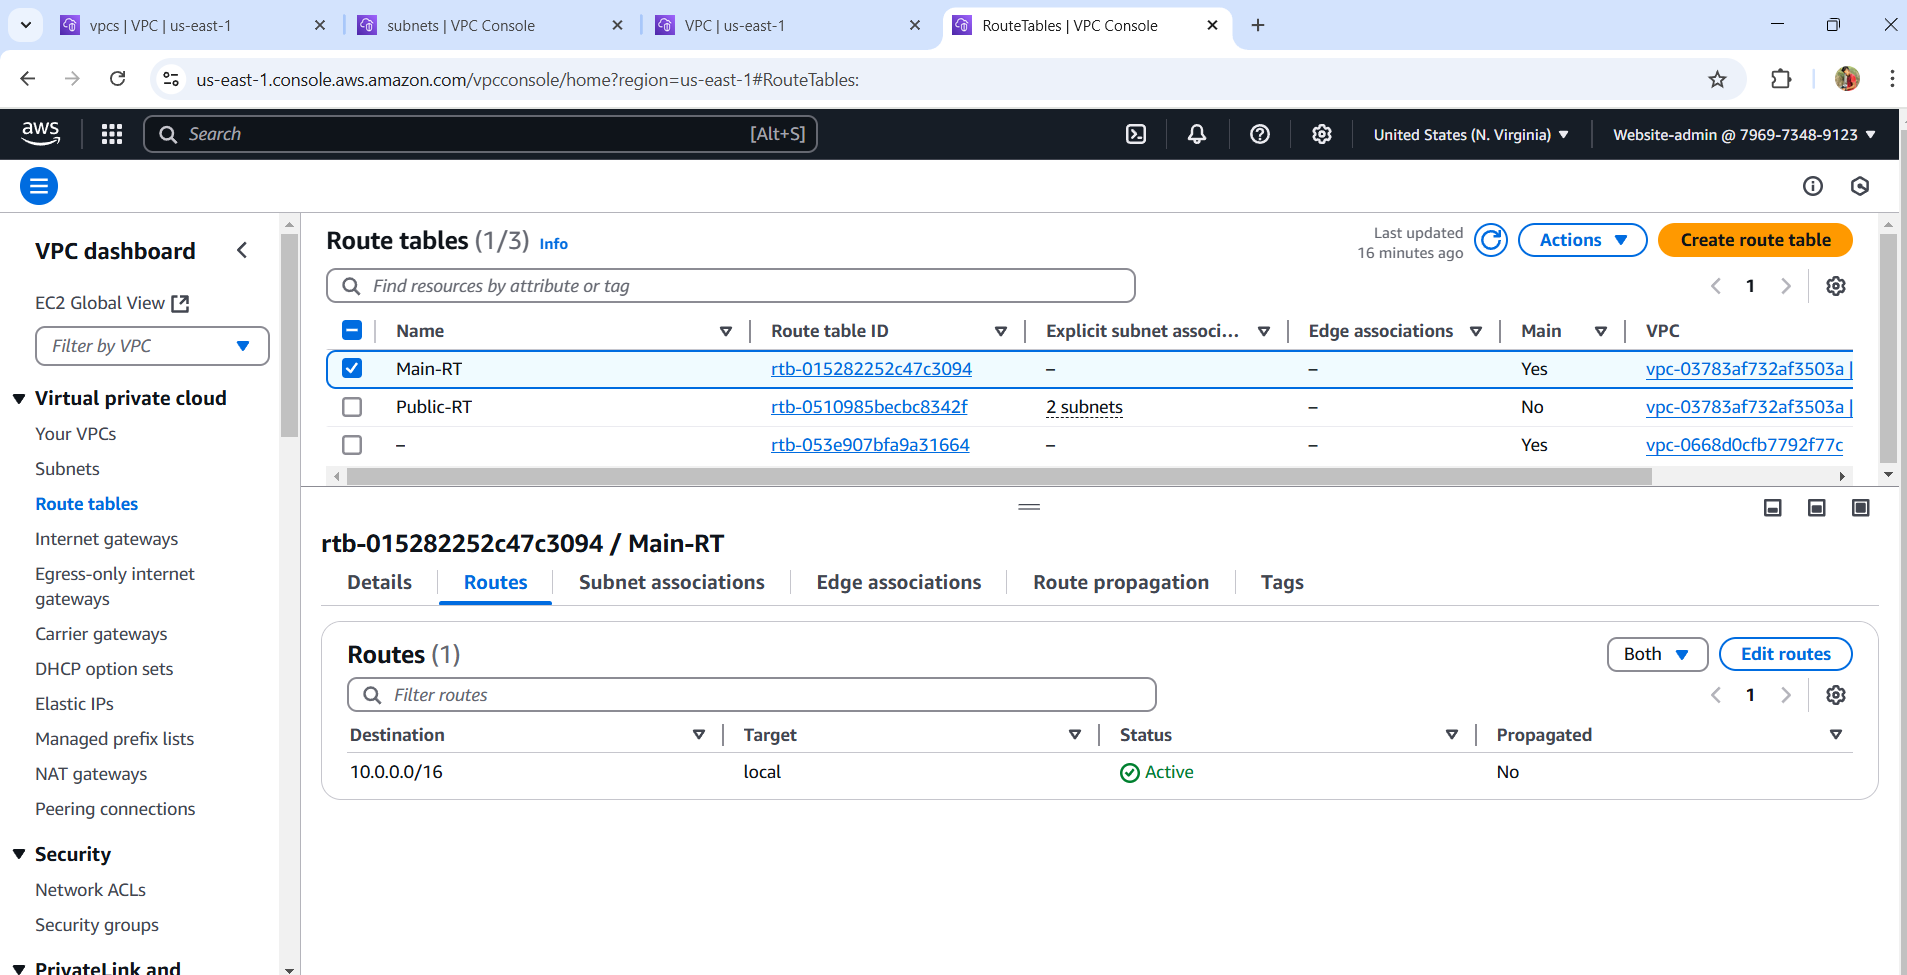 vpcs | VPC | us-east-1
subnets | VPC Console
VPC | us-east-1
RouteTables | VPC Console
us-east-1.console.aws.amazon.com/vpcconsole/home?region=us-east-1#RouteTables:
aws
Search [Alt+S]
United States (N. Virginia)
Website-admin @ 7969-7348-9123
VPC dashboard
EC2 Global View
Filter by VPC
Virtual private cloud
Your VPCs
Subnets
Route tables
Internet gateways
Egress-only internet
gateways
Carrier gateways
DHCP option sets
Elastic IPs
Managed prefix lists
NAT gateways
Peering connections
Security
Network ACLs
Security groups
PrivateLink and
Route tables (1/3) Info
Last updated
16 minutes ago
Actions
Create route table
Find resources by attribute or tag
1
Name Route table ID Explicit subnet associ... Edge associations Main VPC
Main-RT rtb-015282252c47c3094 – – Yes vpc-03783af732af3503a |
Public-RT rtb-0510985becbc8342f 2 subnets – No vpc-03783af732af3503a |
– rtb-053e907bfa9a31664 – – Yes vpc-0668d0cfb7792f77c
rtb-015282252c47c3094 / Main-RT
Details Routes Subnet associations Edge associations Route propagation Tags
Routes (1)
Both
Edit routes
Filter routes
1
Destination Target Status Propagated
10.0.0.0/16 local Active No